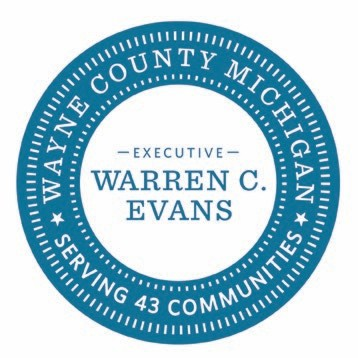 WAYNE COUNTY MICHIGAN
—EXECUTIVE—
WARREN C.
EVANS
★ SERVING 43 COMMUNITIES ★